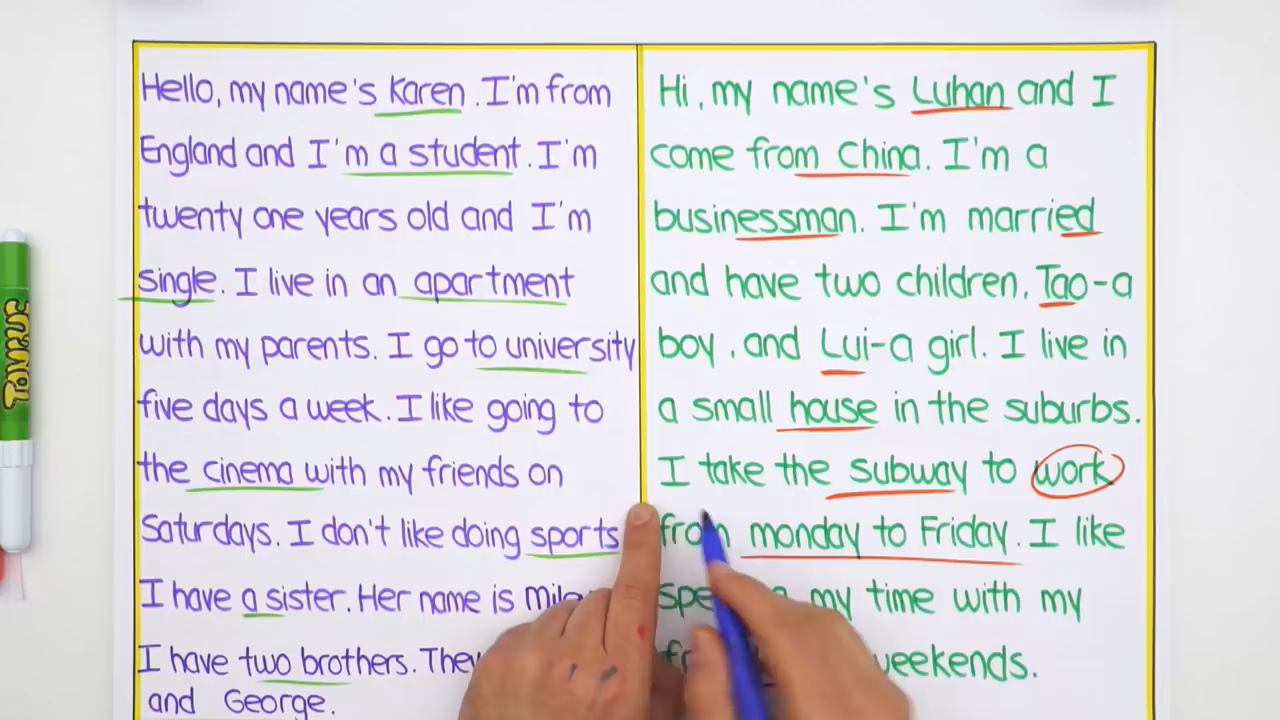 Hello, my name's Karen. I'm from
England and I'm a student. I'm
twenty one years old and I'm
single. I live in an apartment
with my parents. I go to university
five days a week. I like going to
the cinema with my friends on
Saturdays. I don't like doing sports
I have a sister. Her name is
I have two brothers. They
and George.
Hi, my name's Luhan and I
come from China. I'm a
businessman. I'm married
and have two children. Tao-a
boy, and Lui-a girl. I live in
a small house in the suburbs.
I take the subway to work
from monday to Friday. I like
my time with my
weekends.